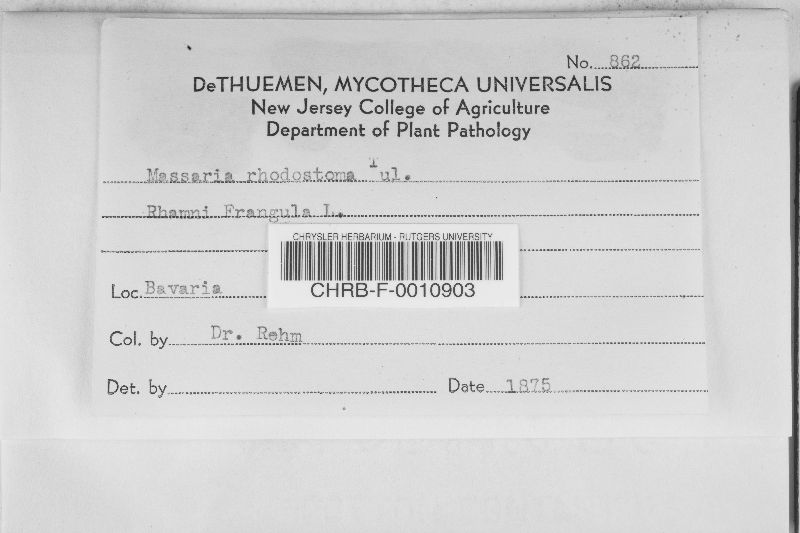 No. 862
DeTHUEMEN, MYCOTHECA UNIVERSALIS
New Jersey College of Agriculture
Department of Plant Pathology
Massaria rhodostoma Tul.
Rhamni Frangula L.
CHRYSLER HERBARIUM - RUTGERS UNIVERSITY
CHRB-F-0010903
Loc. Bavaria
Col. by Dr. Rehm
Det. by
Date 1875